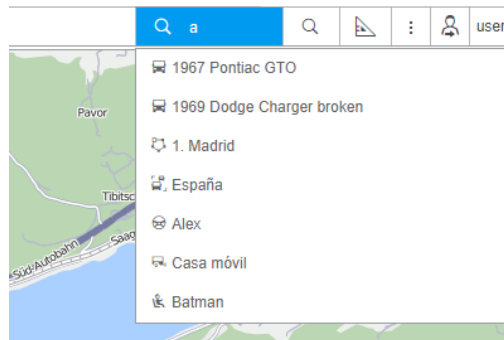 a
user
1967 Pontiac GTO
1969 Dodge Charger broken
Pavor
1. Madrid
España
Tibitsc
Alex
Saag
Süd-Autobahn
Casa móvil
Batman